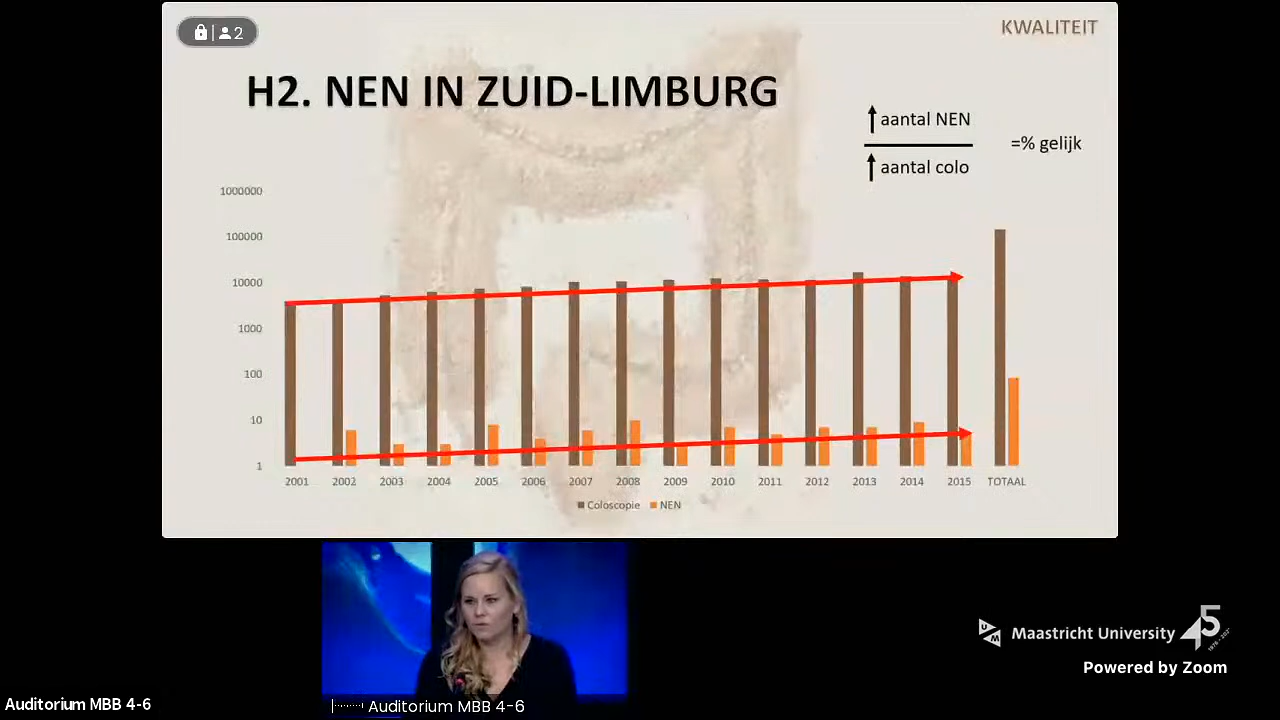 2
KWALITEIT
H2. NEN IN ZUID-LIMBURG
aantal NEN
aantal colo
=% gelijk
1000000
100000
10000
1000
100
10
1
2001 2002 2003 2004 2005 2006 2007 2008 2009 2010 2011 2012 2013 2014 2015 TOTAAL
Coloscopie NEN
UM Maastricht University 45
Powered by Zoom
Auditorium MBB 4-6
Auditorium MBB 4-6